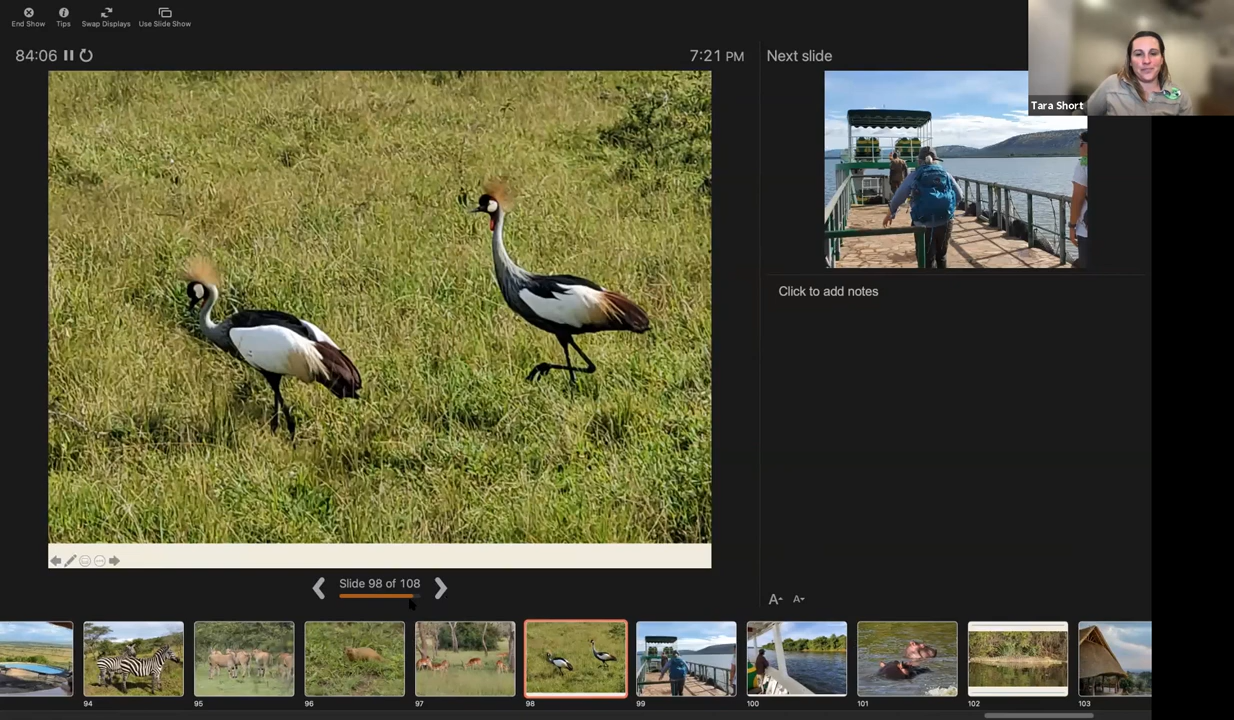 End Show
Tips
Swap Displays
Use Slide Show
84:06
7:21 PM
Next slide
Tara Short
Click to add notes
Slide 98 of 108
A
A
94
95
96
97
98
99
100
101
102
103